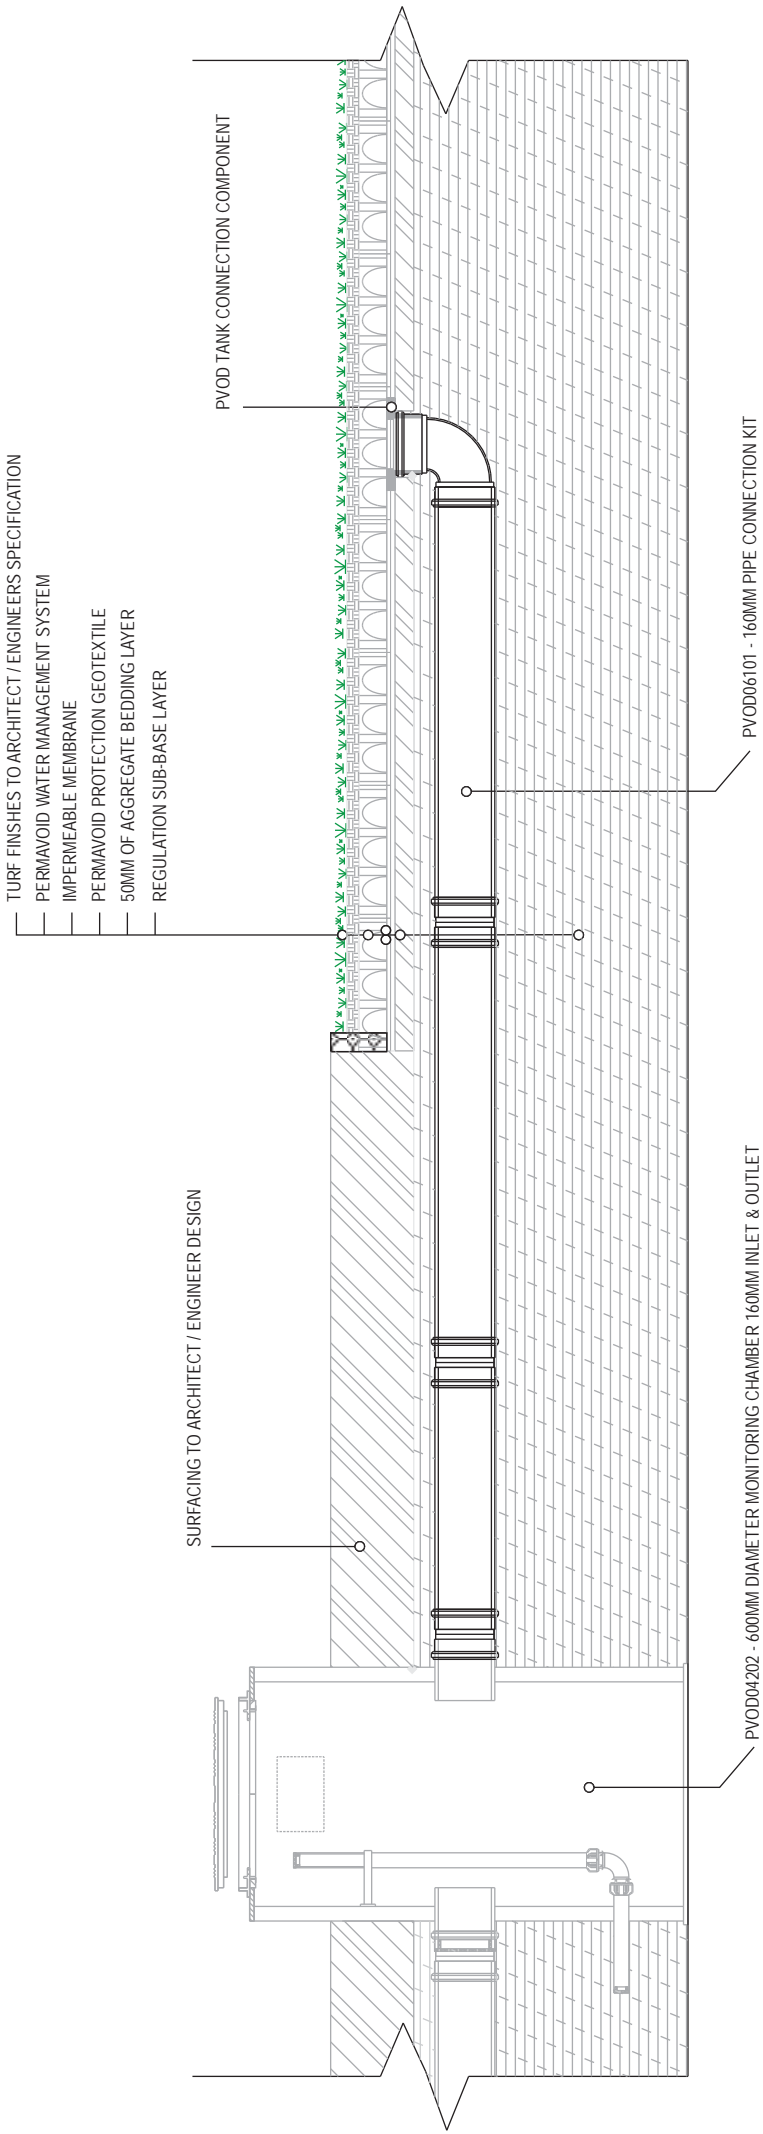 TURF FINSHES TO ARCHITECT / ENGINEERS SPECIFICATION
PERMAVOID WATER MANAGEMENT SYSTEM
IMPERMEABLE MEMBRANE
PERMAVOID PROTECTION GEOTEXTILE
50MM OF AGGREGATE BEDDING LAYER
REGULATION SUB-BASE LAYER
SURFACING TO ARCHITECT / ENGINEER DESIGN
PVOD TANK CONNECTION COMPONENT
PVOD04202 - 600MM DIAMETER MONITORING CHAMBER 160MM INLET & OUTLET
PVOD06101 - 160MM PIPE CONNECTION KIT